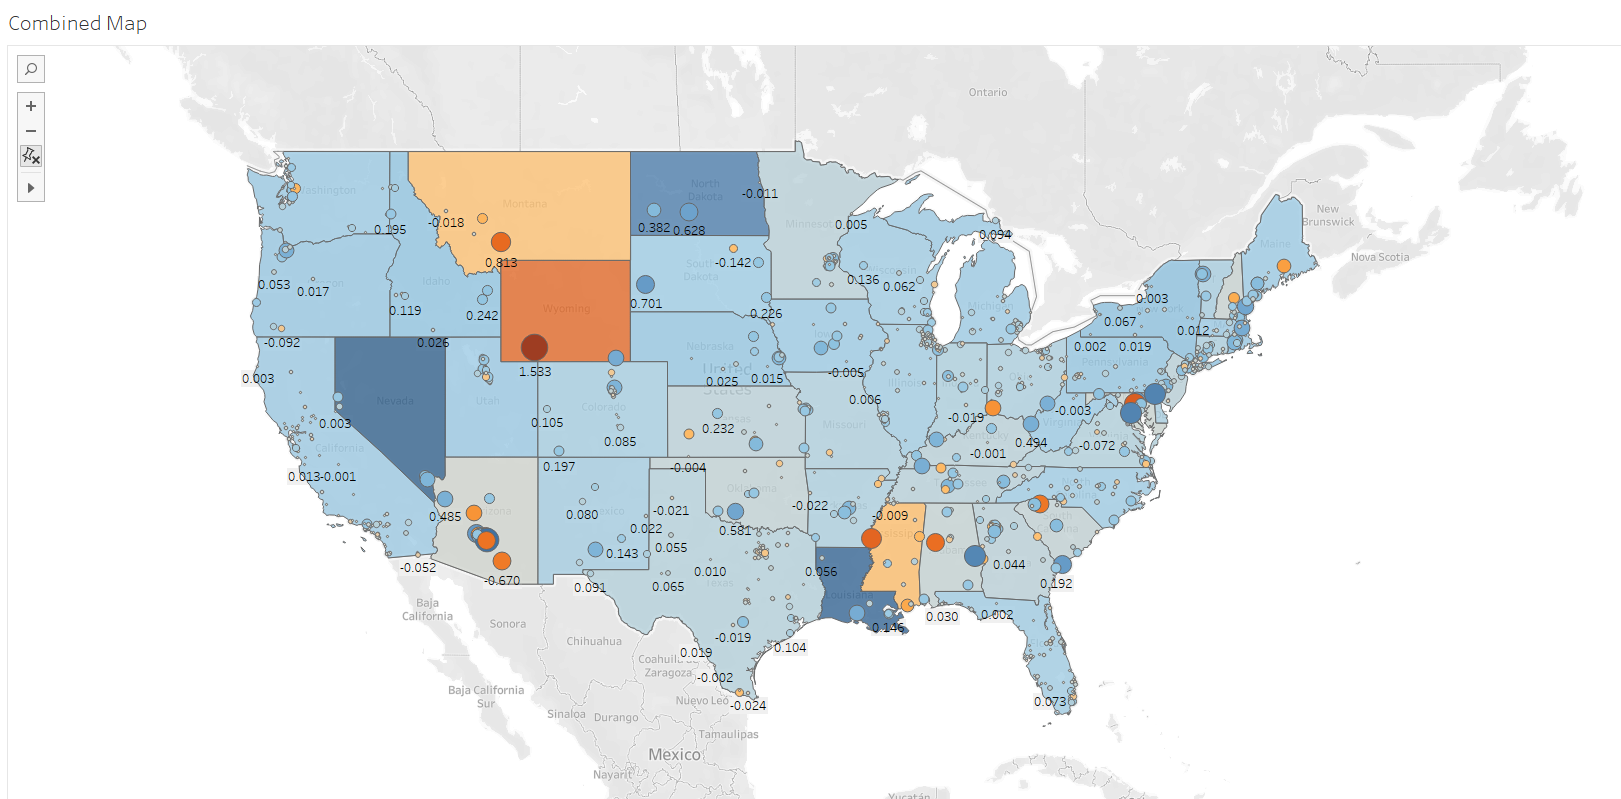 Combined Map
Ontario
New
Brunswick
Nova Scotia
Washington
Montana
North
Dakota
-0.011
Minnesota
0.195
-0.018
0.382
0.628
0.005
0.094
Maine
0.813
-0.142
South
Dakota
Wisconsin
0.136
0.062
Idaho
0.053
0.017
0.119
0.242
Wyoming
0.701
0.226
Michigan
0.003
0.067
0.012
-0.092
0.026
Nebraska
0.002
0.019
Pennsylvania
0.003
1.533
United
States
0.025
0.015
-0.005
Illinois
Nevada
Utah
Colorado
0.006
0.003
0.105
0.085
0.232
Missouri
-0.019
-0.003
0.494
Kentucky
-0.001
-0.072
California
0.013
-0.001
0.197
-0.004
0.485
0.080
-0.021
Oklahoma
-0.022
-0.009
0.022
0.581
0.143
0.055
-0.052
-0.670
0.091
0.065
0.010
Texas
0.056
0.044
0.192
Louisiana
0.146
0.030
0.002
Baja
California
Sonora
Chihuahua
-0.019
0.104
0.019
Coahuila de
Zaragoza
-0.002
Baja California
Sur
Nuevo Leó
-0.024
0.073
Sinaloa
Durango
Tamaulipas
Mexico
Nayarit
Yucatán